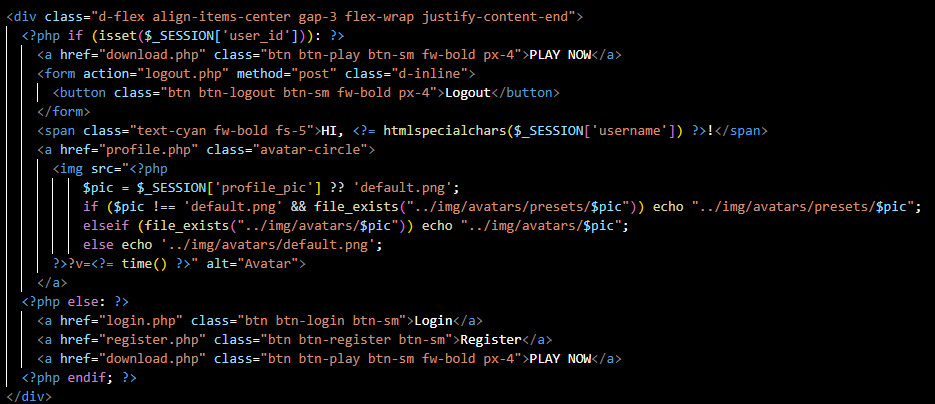 <div class="d-flex align-items-center gap-3 flex-wrap justify-content-end">
  <?php if (isset($_SESSION['user_id'])): ?>
    <a href="download.php" class="btn btn-play btn-sm fw-bold px-4">PLAY NOW</a>
    <form action="logout.php" method="post" class="d-inline">
      <button class="btn btn-logout btn-sm fw-bold px-4">Logout</button>
    </form>
    <span class="text-cyan fw-bold fs-5">HI, <?= htmlspecialchars($_SESSION['username']) ?>!</span>
    <a href="profile.php" class="avatar-circle">
      <img src="<?php
          $pic = $_SESSION['profile_pic'] ?? 'default.png';
          if ($pic !== 'default.png' && file_exists("../img/avatars/presets/$pic")) echo "../img/avatars/presets/$pic";
          elseif (file_exists("../img/avatars/$pic")) echo "../img/avatars/$pic";
          else echo '../img/avatars/default.png';
      ?>?v=<?= time() ?>" alt="Avatar">
    </a>
  <?php else: ?>
    <a href="login.php" class="btn btn-login btn-sm">Login</a>
    <a href="register.php" class="btn btn-register btn-sm">Register</a>
    <a href="download.php" class="btn btn-play btn-sm fw-bold px-4">PLAY NOW</a>
  <?php endif; ?>
</div>